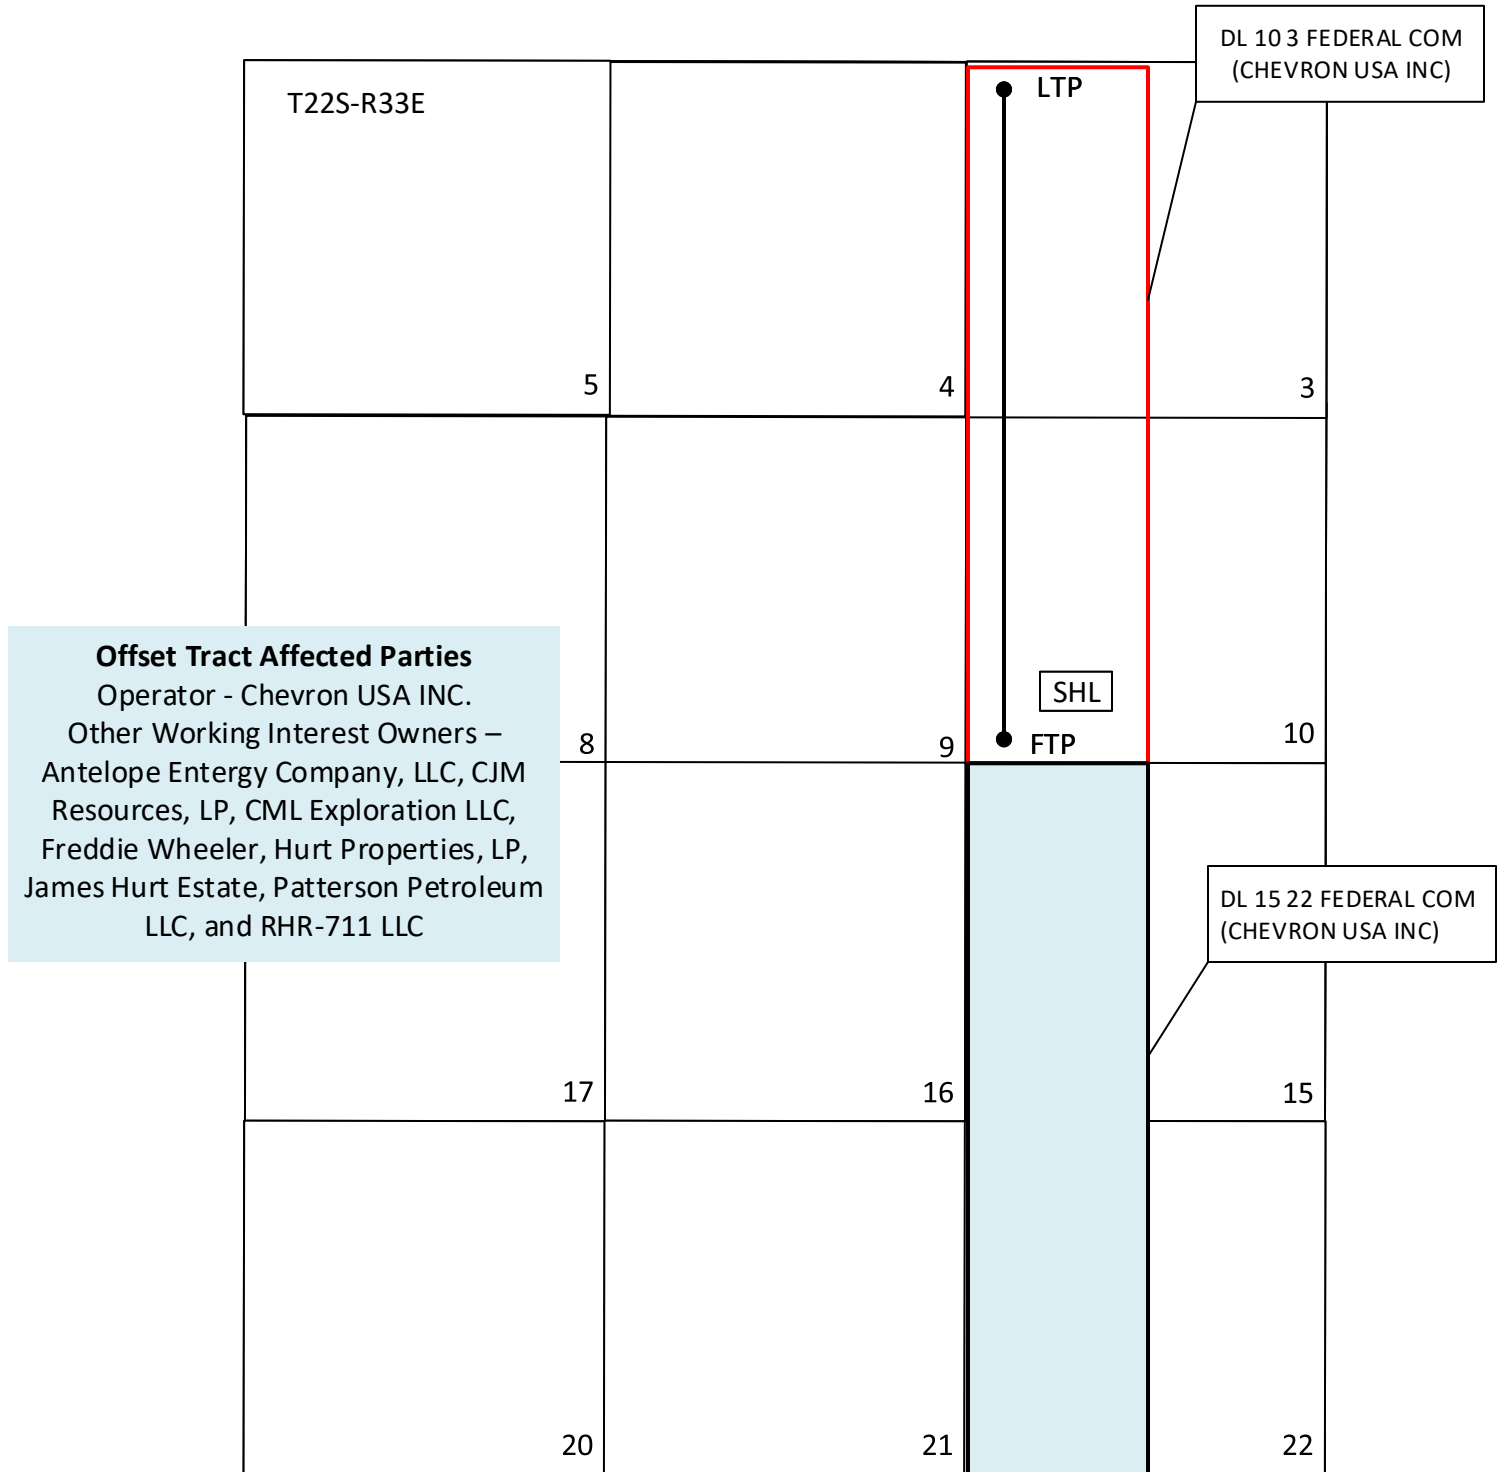 DL 10 3 FEDERAL COM
(CHEVRON USA INC)
T22S-R33E
LTP
5
4
3
SHL
8
9
FTP
10
Offset Tract Affected Parties
Operator - Chevron USA INC.
Other Working Interest Owners –
Antelope Entergy Company, LLC, CJM
Resources, LP, CML Exploration LLC,
Freddie Wheeler, Hurt Properties, LP,
James Hurt Estate, Patterson Petroleum
LLC, and RHR-711 LLC
DL 15 22 FEDERAL COM
(CHEVRON USA INC)
17
16
15
20
21
22